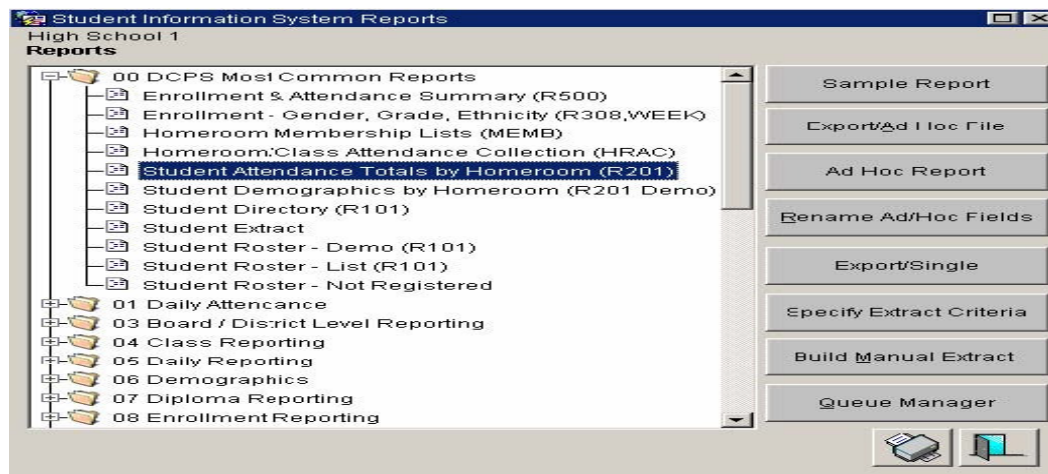 Student Information System Reports
High School 1
Reports
00 DCPS Most Common Reports
Enrollment & Attendance Summary (R500)
Enrollment - Gender, Grade, Ethnicity (R308,WEEK)
Homeroom Membership Lists (MEMB)
Homeroom/Class Attendance Collection (HRAC)
Student Attendance Totals by Homeroom (R201)
Student Demographics by Homeroom (R201 Demo)
Student Directory (R101)
Student Extract
Student Roster - Demo (R101)
Student Roster - List (R101)
Student Roster - Not Registered
01 Daily Attendance
03 Board / District Level Reporting
04 Class Reporting
05 Daily Reporting
06 Demographics
07 Diploma Reporting
08 Enrollment Reporting
Sample Report
Export/Ad Hoc File
Ad Hoc Report
Rename Ad/Hoc Fields
Export/Single
Specify Extract Criteria
Build Manual Extract
Queue Manager